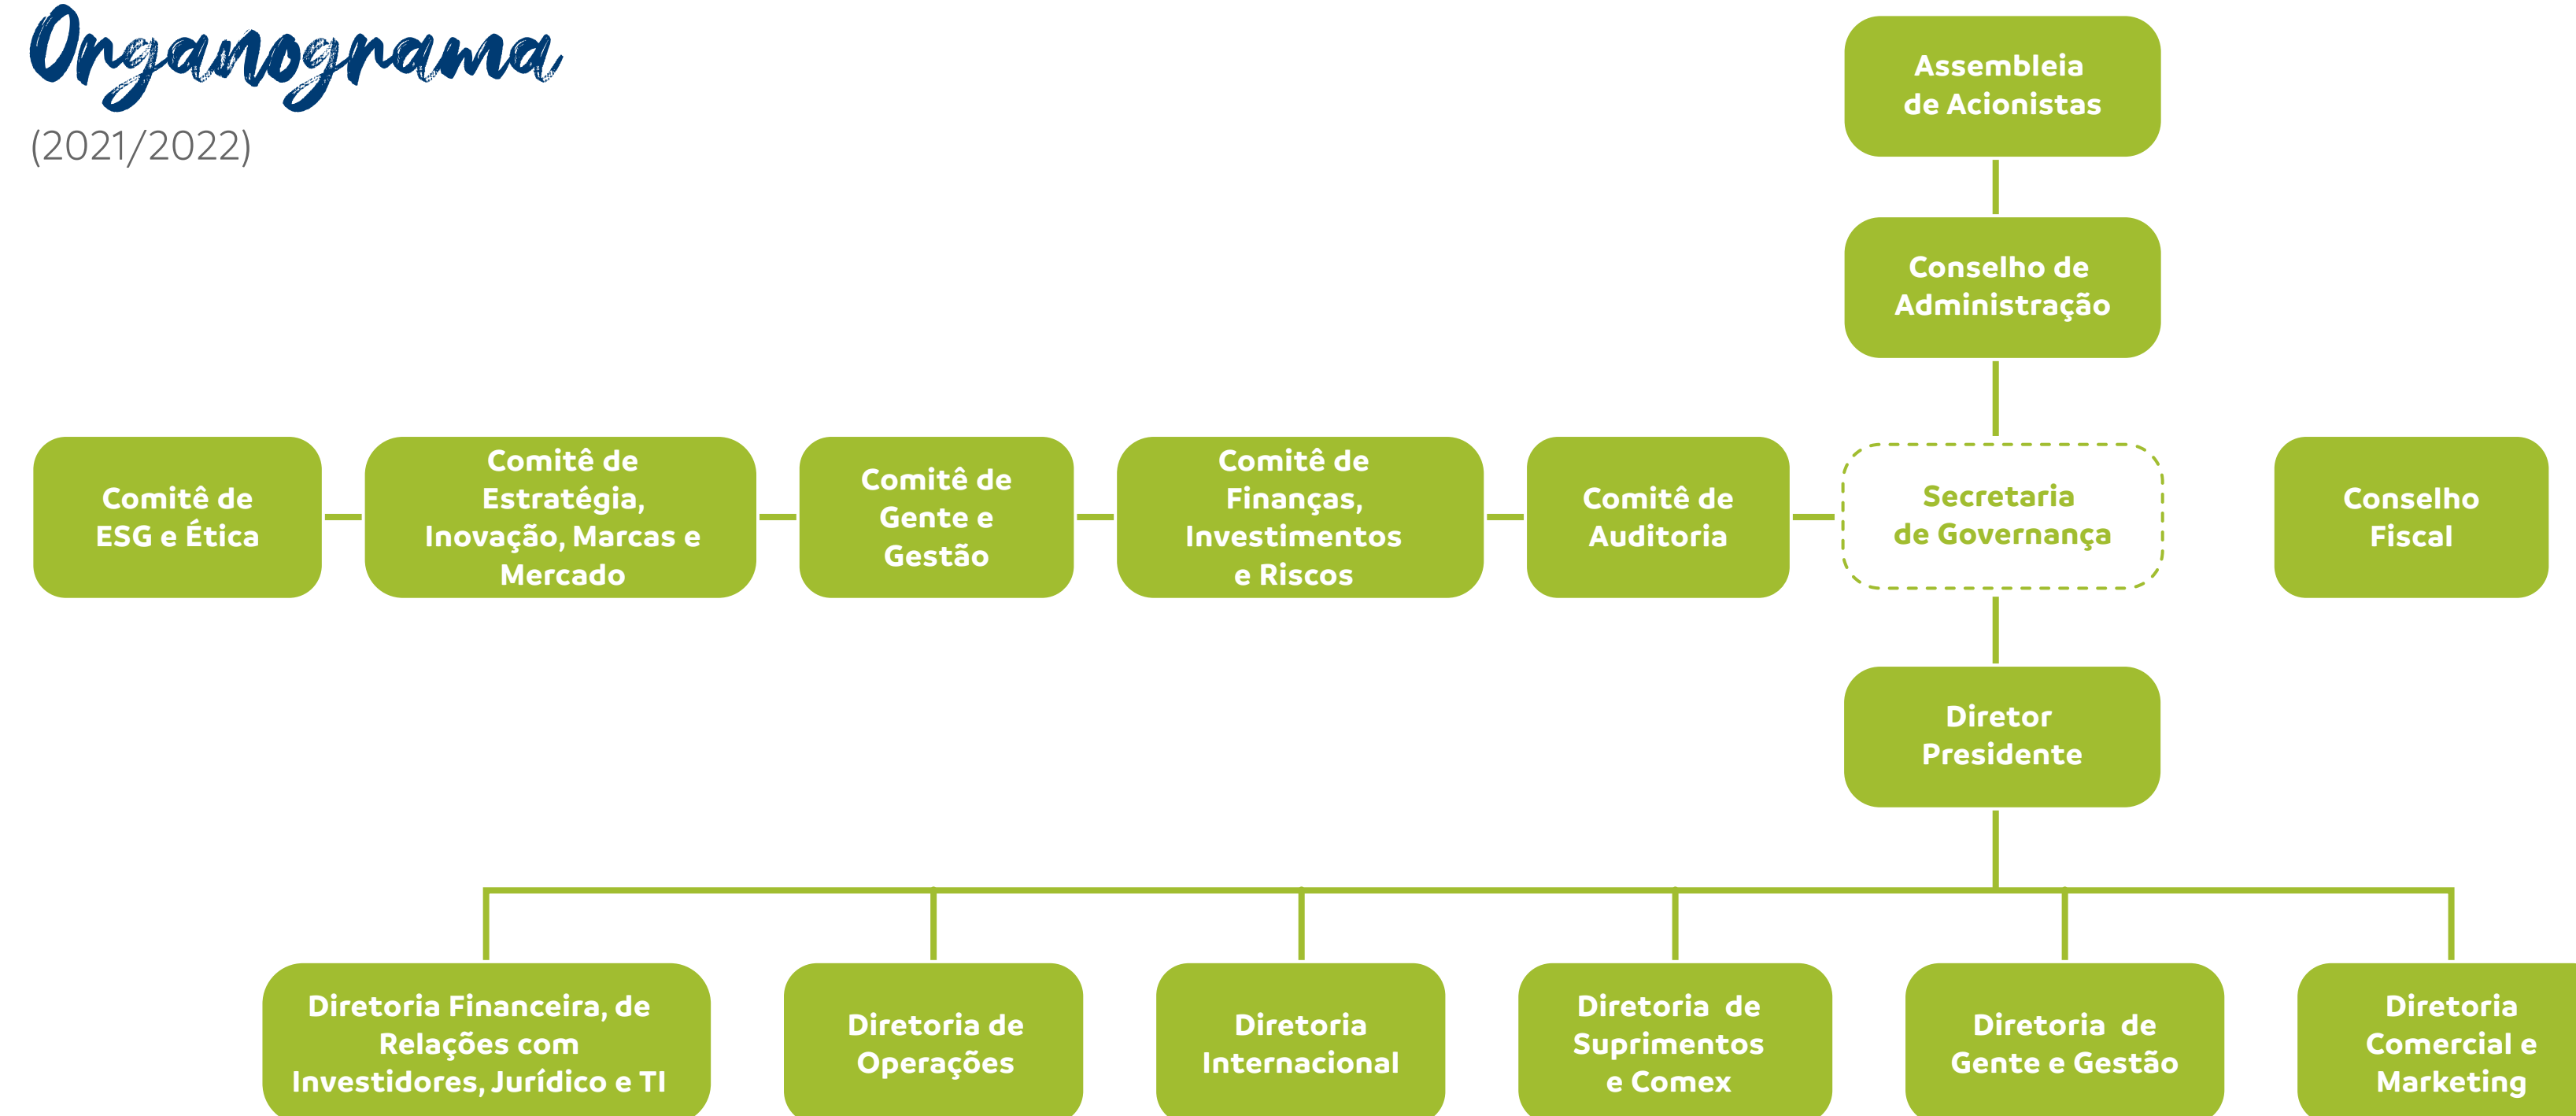 Organograma
(2021/2022)
Assembleia
de Acionistas
Conselho de
Administração
Comitê de
ESG e Ética
Comitê de
Estratégia,
Inovação, Marcas e
Mercado
Comitê de
Gente e
Gestão
Comitê de
Finanças,
Investimentos
e Riscos
Comitê de
Auditoria
Secretaria
de Governança
Conselho
Fiscal
Diretor
Presidente
Diretoria Financeira, de
Relações com
Investidores, Jurídico e TI
Diretoria de
Operações
Diretoria
Internacional
Diretoria de
Suprimentos
e Comex
Diretoria de
Gente e Gestão
Diretoria
Comercial e
Marketing